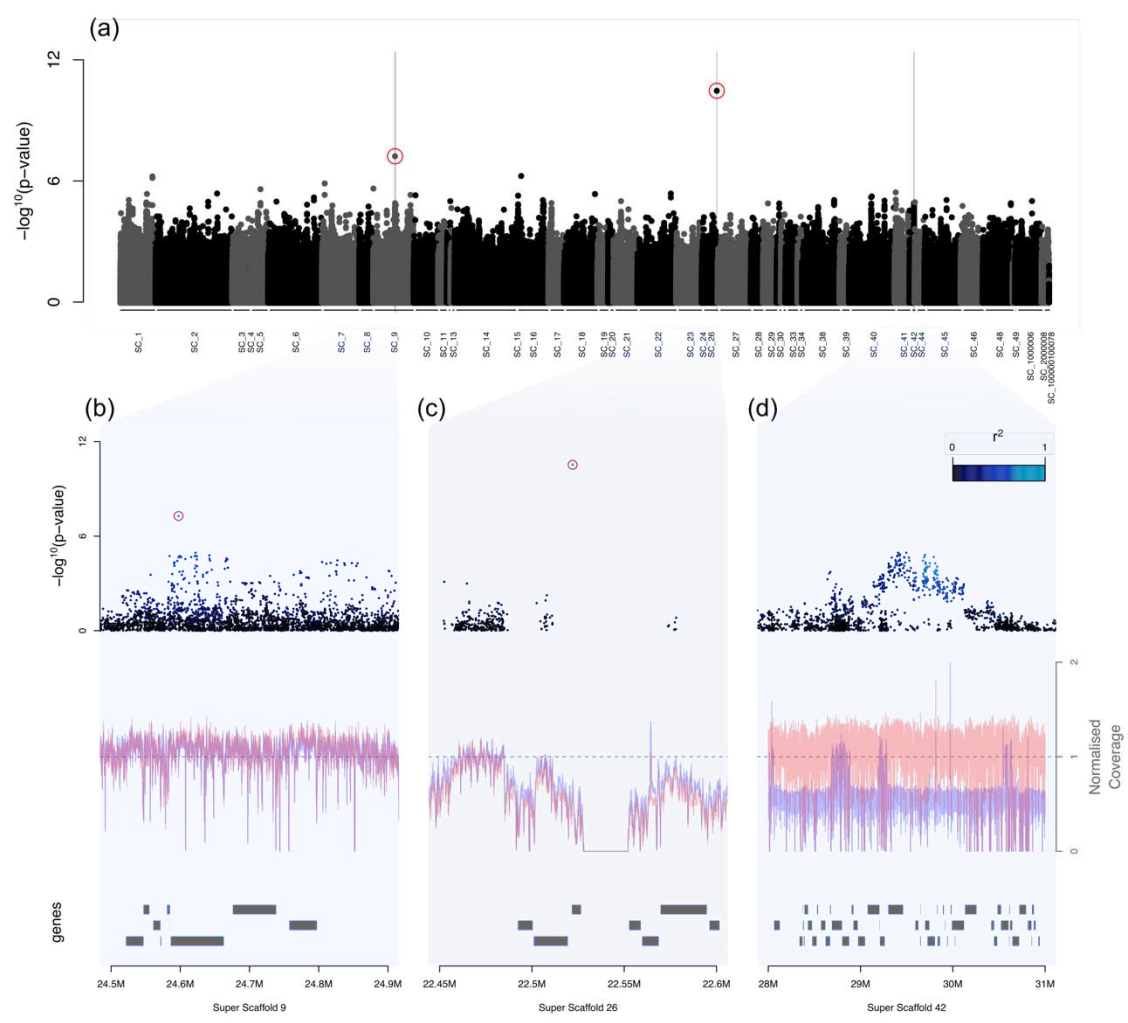 (a)
12
6
0
−log¹⁰(p−value)
SC_1
SC_2
SC_3
SC_4
SC_5
SC_6
SC_7
SC_8
SC_9
SC_10
SC_11
SC_13
SC_14
SC_15
SC_16
SC_17
SC_18
SC_19
SC_20
SC_21
SC_22
SC_23
SC_24
SC_26
SC_27
SC_28
SC_29
SC_30
SC_33
SC_34
SC_38
SC_39
SC_40
SC_41
SC_42
SC_44
SC_45
SC_46
SC_48
SC_49
SC_1000006
SC_2000008
SC_100000100078
(b)
(c)
(d)
r²
0 1
12
6
0
−log¹⁰(p−value)
2
1
0
Normalised
Coverage
genes
24.5M 24.6M 24.7M 24.8M 24.9M
22.45M 22.5M 22.55M 22.6M
28M 29M 30M 31M
Super Scaffold 9
Super Scaffold 26
Super Scaffold 42